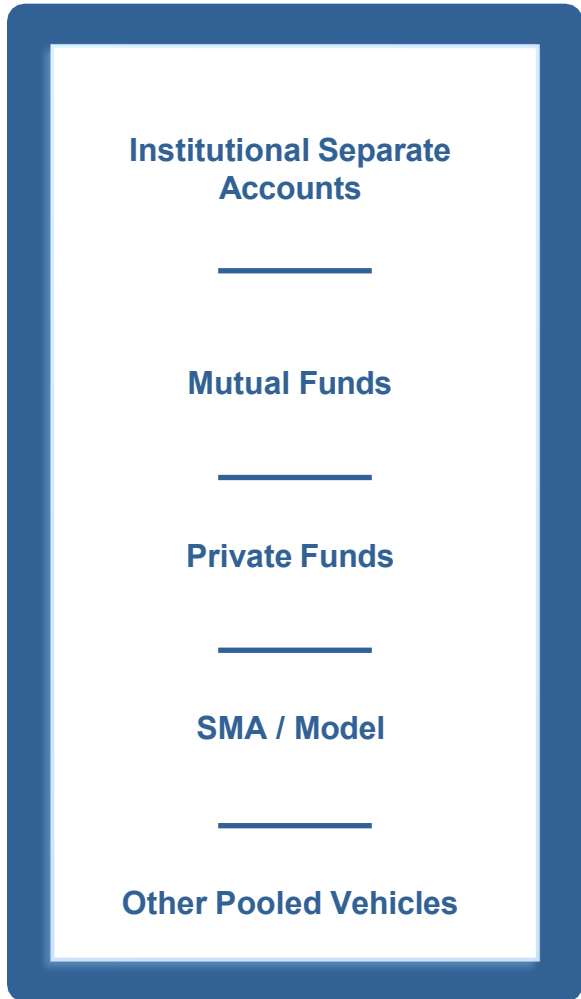 Institutional Separate
Accounts
Mutual Funds
Private Funds
SMA / Model
Other Pooled Vehicles